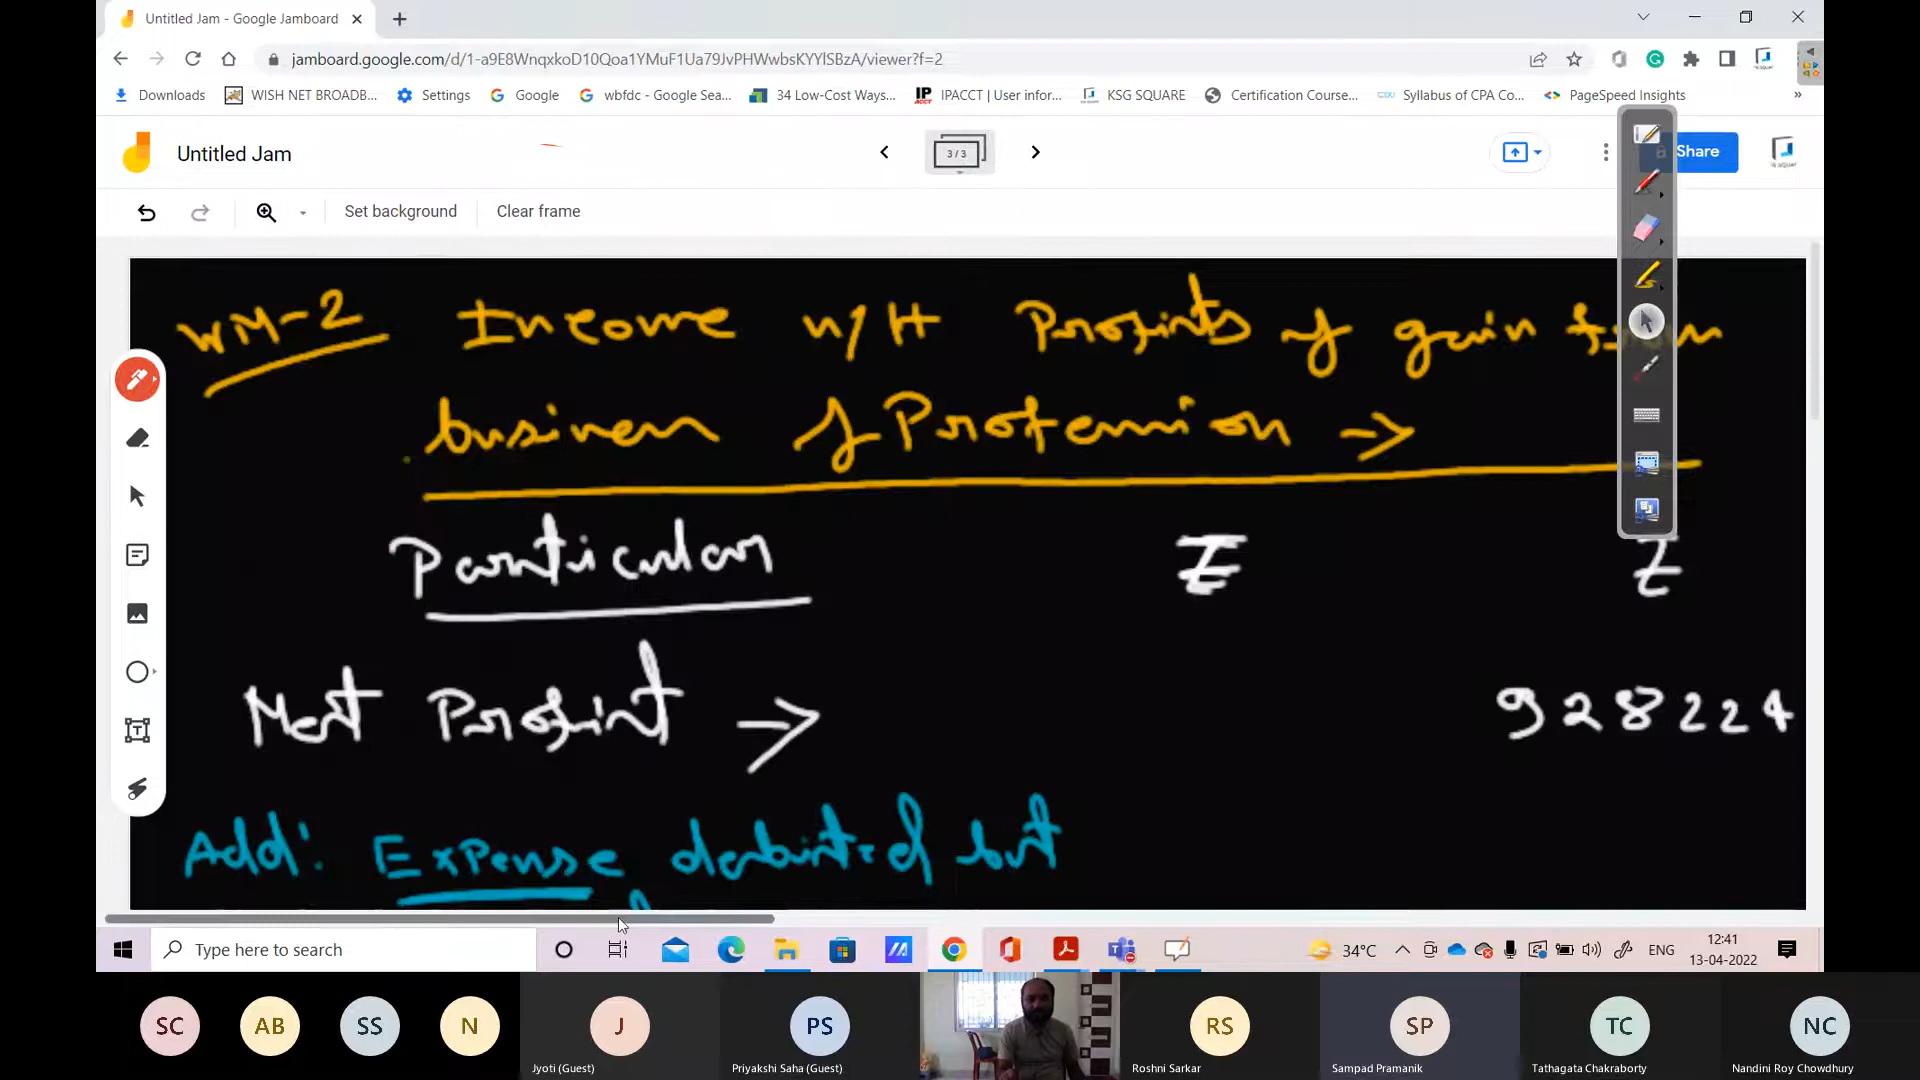 Untitled Jam - Google Jamboard
jamboard.google.com/d/1-a9E8WnqxkoD10Qoa1YMuF1Ua79JvPHWwbsKYYlSBzA/viewer?f=2
Downloads WISH NET BROADB... Settings Google wbfdc - Google Sea... 34 Low-Cost Ways... IPACCT | User infor... KSG SQUARE Certification Course... Syllabus of CPA Co... PageSpeed Insights »
Untitled Jam 3 / 3 Share
Set background Clear frame
WM-2 Income u/H Profits & gain from
business & Profession →
Particulars ₹ ₹
Net Profit → 928224
Add: Expense debited but
Type here to search 34°C ENG 12:41
13-04-2022
SC AB SS N J PS RS SP TC NC
Jyoti (Guest) Priyakshi Saha (Guest) Roshni Sarkar Sampad Pramanik Tathagata Chakraborty Nandini Roy Chowdhury